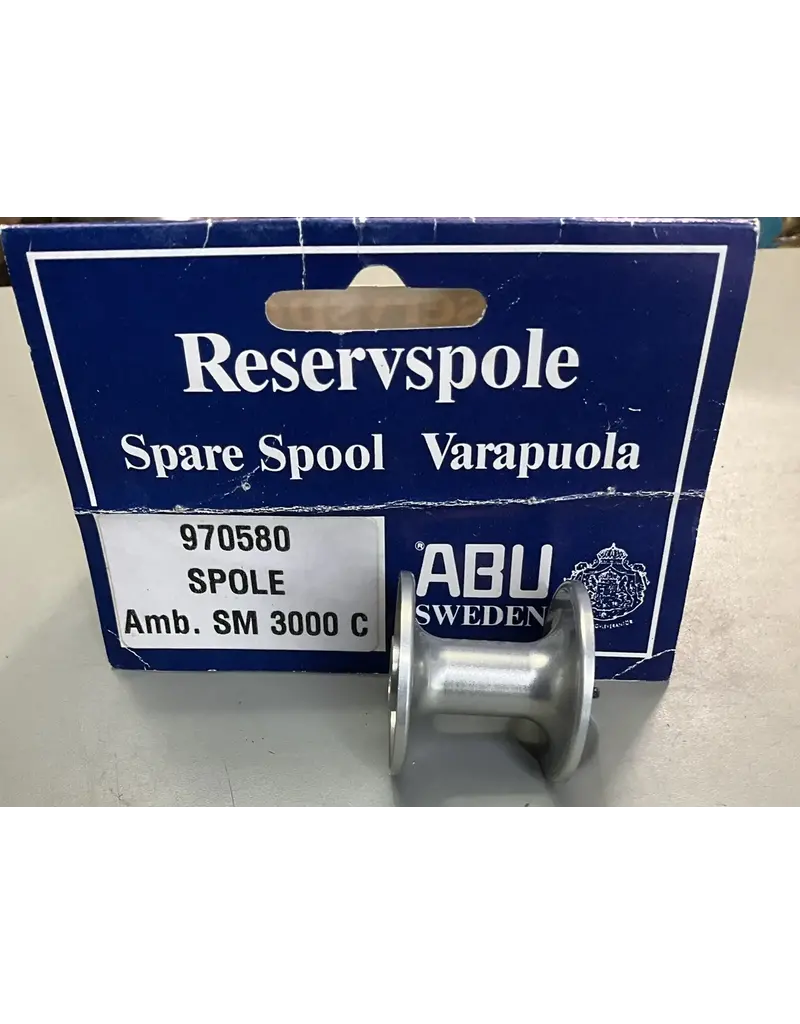 Reservspole
Spare Spool Varapuola
970580
SPOLE
Amb. SM 3000 C
® ABU
SWEDEN